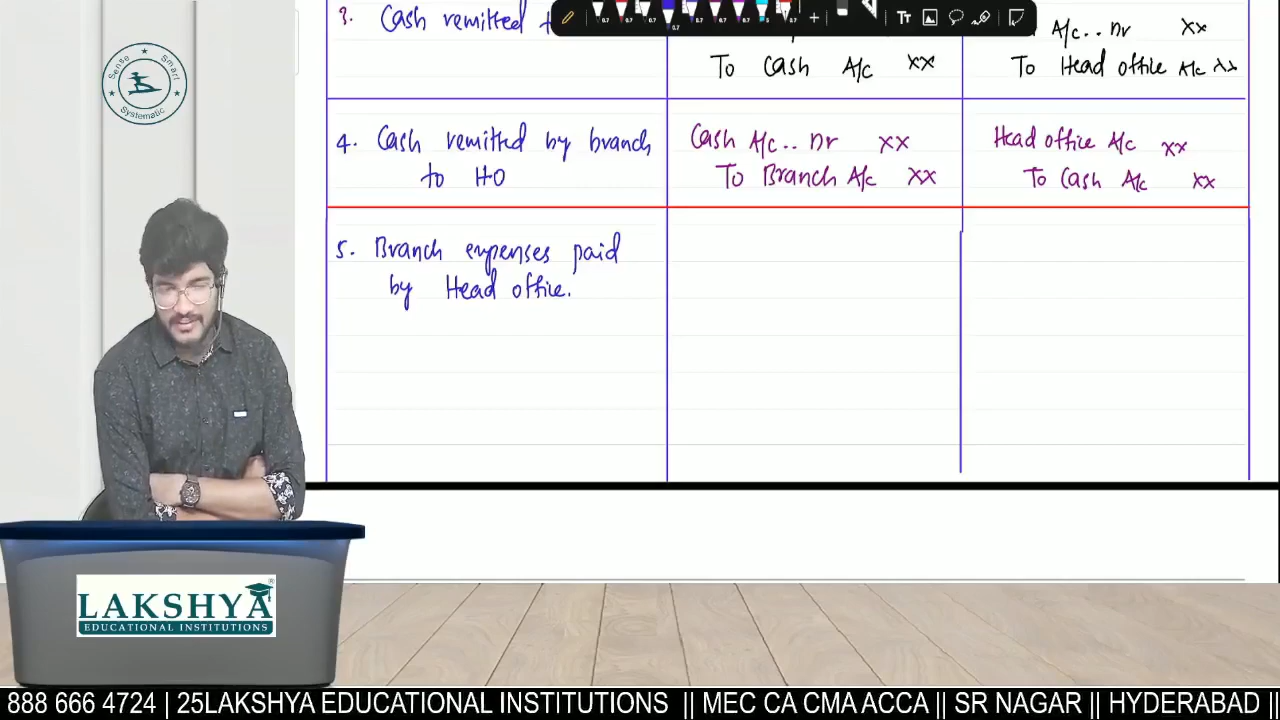 3. Cash remitted
To Cash A/c xx
A/c.. Dr xx
To Head office A/c xx
4. Cash remitted by branch
to HO
Cash A/c.. Dr xx
To Branch A/c xx
Head office A/c xx
To Cash A/c xx
5. Branch expenses paid
by Head office.
Sense Smart
Systematic
LAKSHYA
EDUCATIONAL INSTITUTIONS
888 666 4724 | 25LAKSHYA EDUCATIONAL INSTITUTIONS || MEC CA CMA ACCA || SR NAGAR || HYDERABAD ||